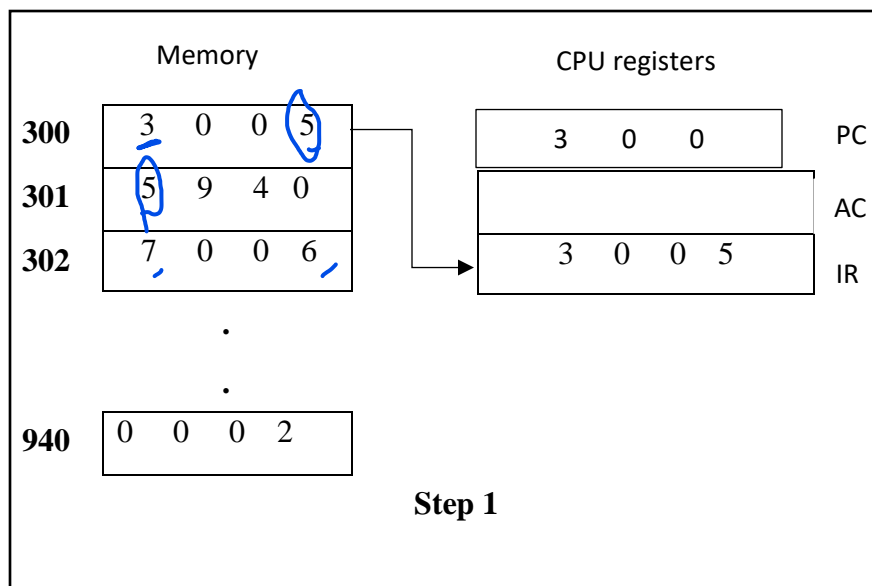 Memory
CPU registers
300 3 0 0 5
3 0 0 PC
301 5 9 4 0
AC
302 7 0 0 6
3 0 0 5 IR
.
.
940 0 0 0 2
Step 1